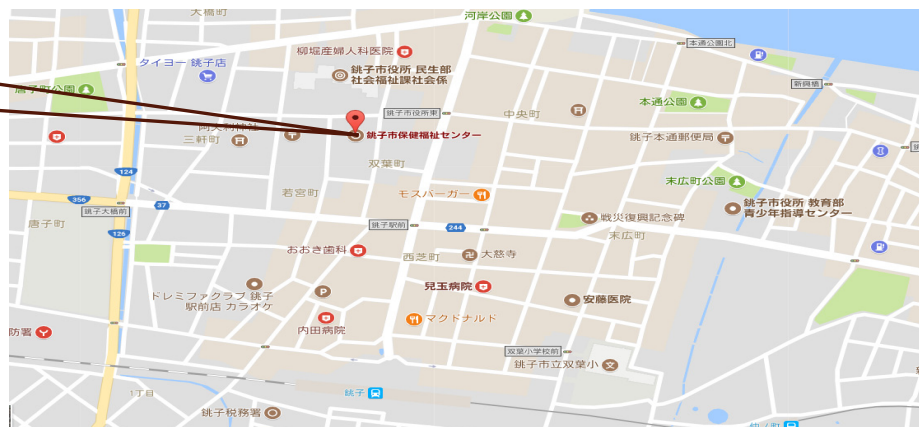 大橋町
河岸公園
柳堀産婦人科医院
本通公園北
タイヨー 銚子店
銚子市役所 民生部
社会福祉課社会係
新興橋
唐子町公園
本通公園
銚子市役所東
中央町
三軒町
銚子市保健福祉センター
銚子本通郵便局
双葉町
124
末広町公園
若宮町
モスバーガー
356
37
銚子市役所 教育部
青少年指導センター
銚子大橋前
戦災復興記念碑
唐子町
銚子駅前
244
126
末広町
おおき歯科
西芝町
大慈寺
兒玉病院
ドレミファクラブ 銚子
駅前店 カラオケ
P
安藤医院
マクドナルド
内田病院
防署
双葉小学校前
銚子市立双葉小
文
1丁目
銚子
銚子税務署